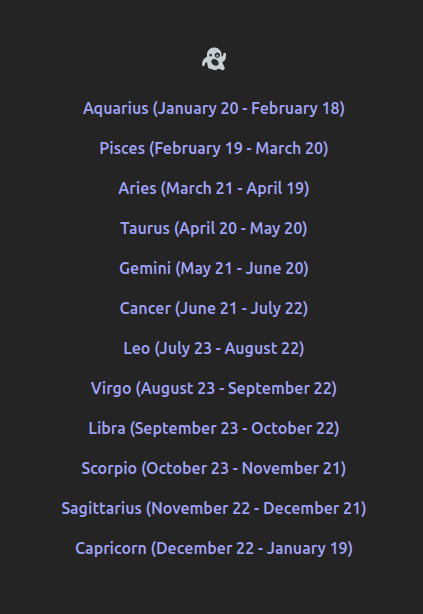 Aquarius (January 20 - February 18)
Pisces (February 19 - March 20)
Aries (March 21 - April 19)
Taurus (April 20 - May 20)
Gemini (May 21 - June 20)
Cancer (June 21 - July 22)
Leo (July 23 - August 22)
Virgo (August 23 - September 22)
Libra (September 23 - October 22)
Scorpio (October 23 - November 21)
Sagittarius (November 22 - December 21)
Capricorn (December 22 - January 19)